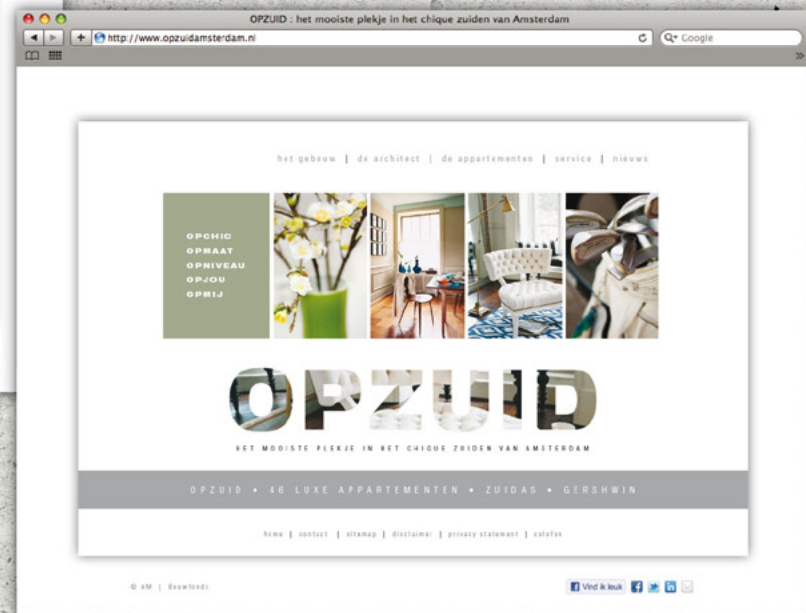 OPZUID : het mooiste plekje in het chique zuiden van Amsterdam
http://www.opzuidamsterdam.nl
Google
het gebouw | de architect | de appartementen | service | nieuws
OPCHIC
OPMAAT
OPNIVEAU
OPJOU
OPMIJ
OPZUID
HET MOOISTE PLEKJE IN HET CHIQUE ZUIDEN VAN AMSTERDAM
OPZUID • 46 LUXE APPARTEMENTEN • ZUIDAS • GERSHWIN
home | contact | sitemap | disclaimer | privacy statement | colofon
© AM | Bouwfonds
Vind ik leuk